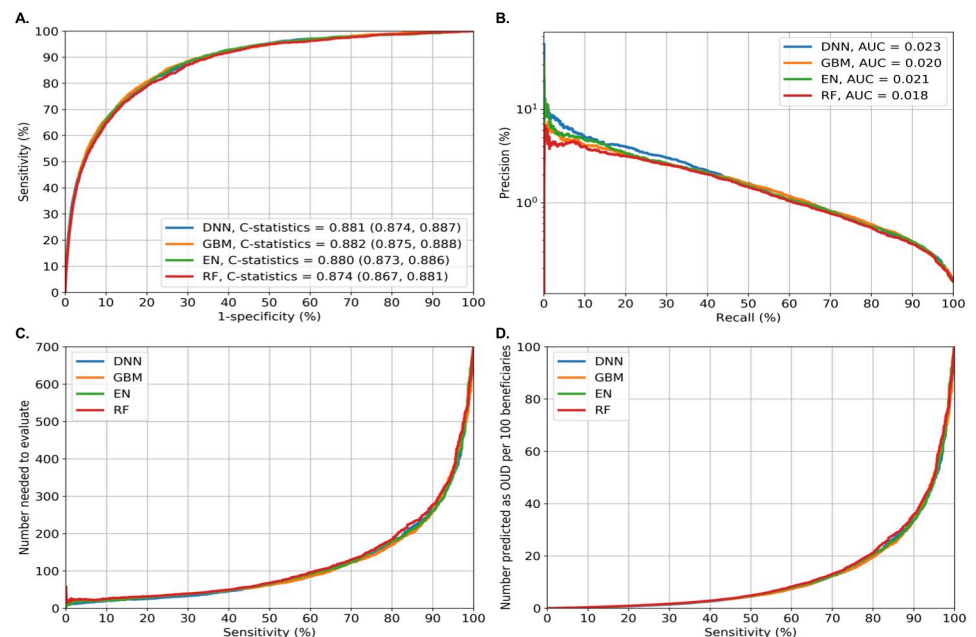 A.
100
90
80
70
60
50
40
30
20
10
0
Sensitivity (%)
DNN, C-statistics = 0.881 (0.874, 0.887)
GBM, C-statistics = 0.882 (0.875, 0.888)
EN, C-statistics = 0.880 (0.873, 0.886)
RF, C-statistics = 0.874 (0.867, 0.881)
0 10 20 30 40 50 60 70 80 90 100
1-specificity (%)
B.
10¹
10⁰
Precision (%)
DNN, AUC = 0.023
GBM, AUC = 0.020
EN, AUC = 0.021
RF, AUC = 0.018
0 10 20 30 40 50 60 70 80 90 100
Recall (%)
C.
700
600
500
400
300
200
100
0
Number needed to evaluate
DNN
GBM
EN
RF
0 10 20 30 40 50 60 70 80 90 100
Sensitivity (%)
D.
100
80
60
40
20
0
Number predicted as OUD per 100 beneficiaries
DNN
GBM
EN
RF
0 10 20 30 40 50 60 70 80 90 100
Sensitivity (%)